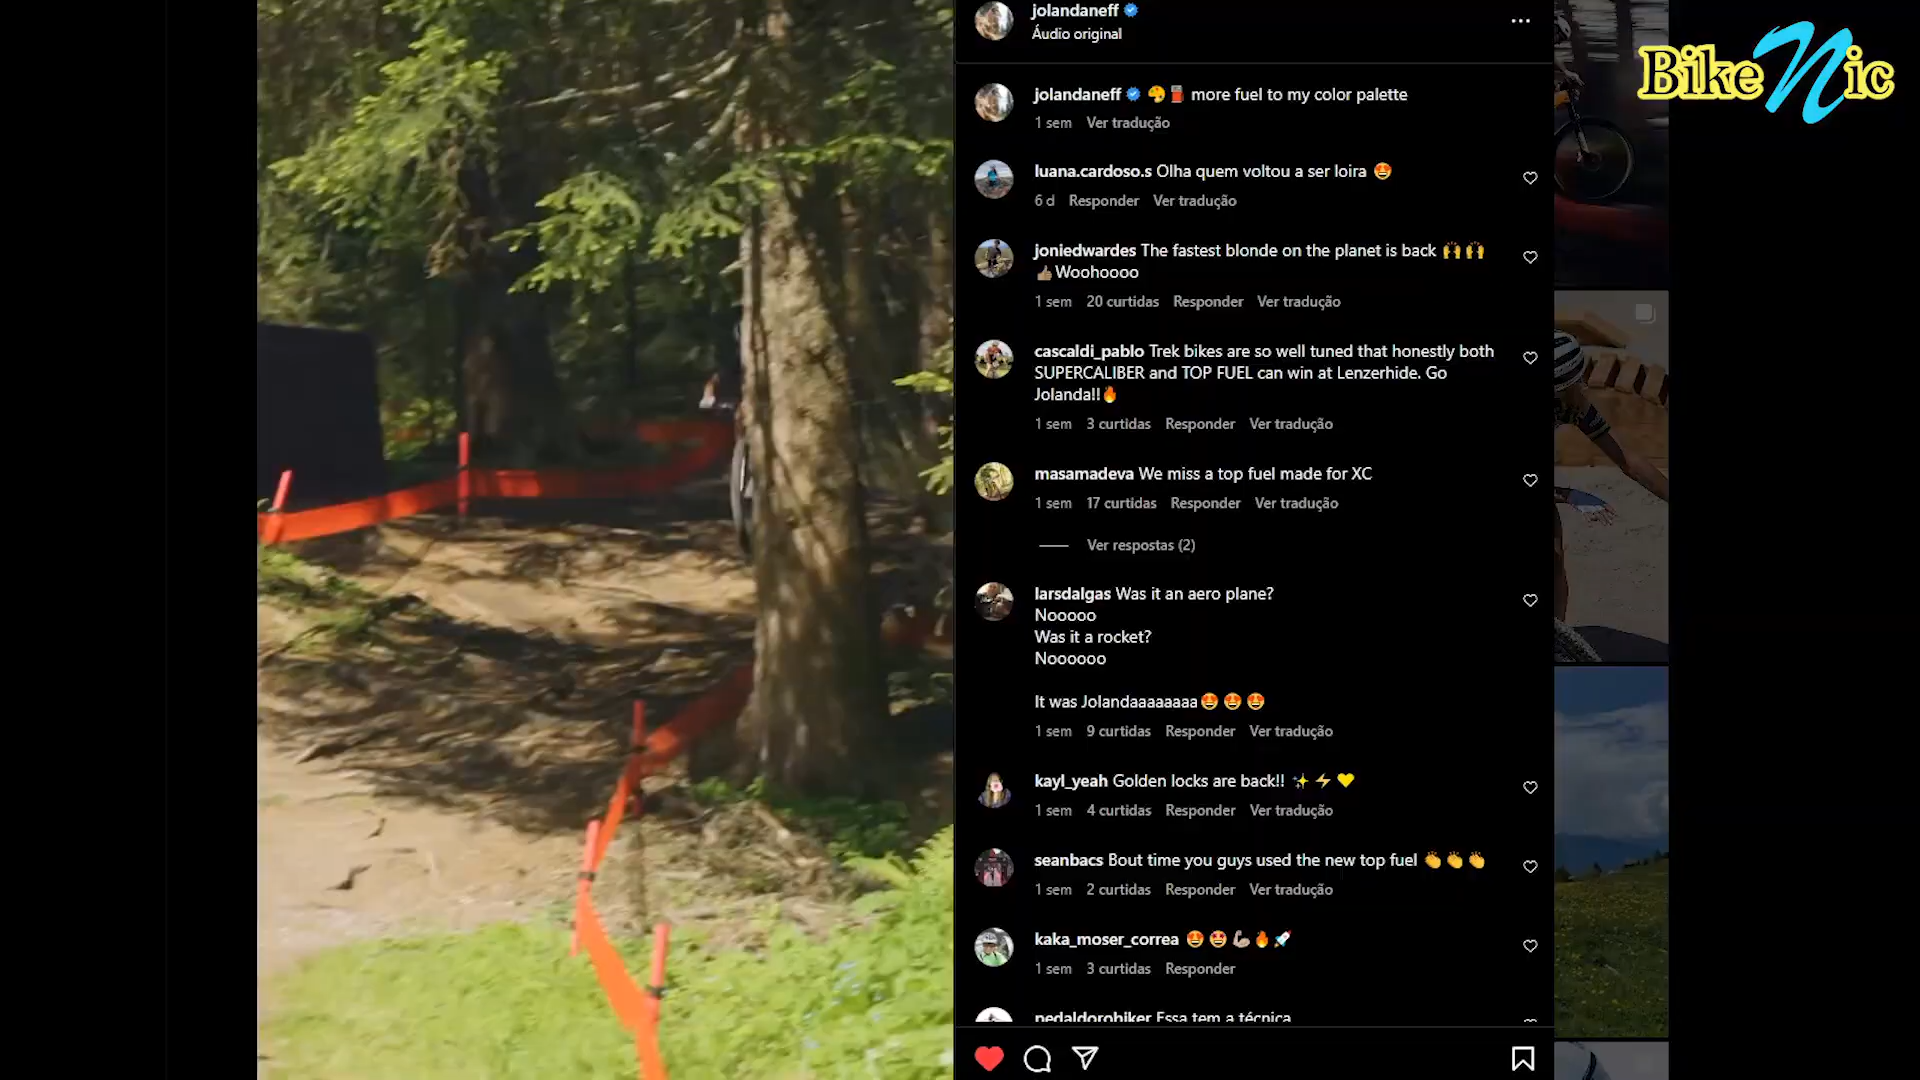 jolandaneff
Áudio original
BikeNic
jolandaneff 🎨⛽ more fuel to my color palette
1 sem Ver tradução
luana.cardoso.s Olha quem voltou a ser loira 🤩
6 d Responder Ver tradução
joniedwardes The fastest blonde on the planet is back 🙌🙌
👍🏽Woohoooo
1 sem 20 curtidas Responder Ver tradução
cascaldi_pablo Trek bikes are so well tuned that honestly both
SUPERCALIBER and TOP FUEL can win at Lenzerhide. Go
Jolanda!!🔥
1 sem 3 curtidas Responder Ver tradução
masamadeva We miss a top fuel made for XC
1 sem 17 curtidas Responder Ver tradução
Ver respostas (2)
larsdalgas Was it an aero plane?
Nooooo
Was it a rocket?
Noooooo
It was Jolandaaaaaaaa🤩🤩🤩
1 sem 9 curtidas Responder Ver tradução
kayl_yeah Golden locks are back!! ✨⚡💛
1 sem 4 curtidas Responder Ver tradução
seanbacs Bout time you guys used the new top fuel 👏👏👏
1 sem 2 curtidas Responder Ver tradução
kaka_moser_correa 🤩🤩💪🏽🔥🚀
1 sem 3 curtidas Responder
pedaldorobiker Essa tem a técnica